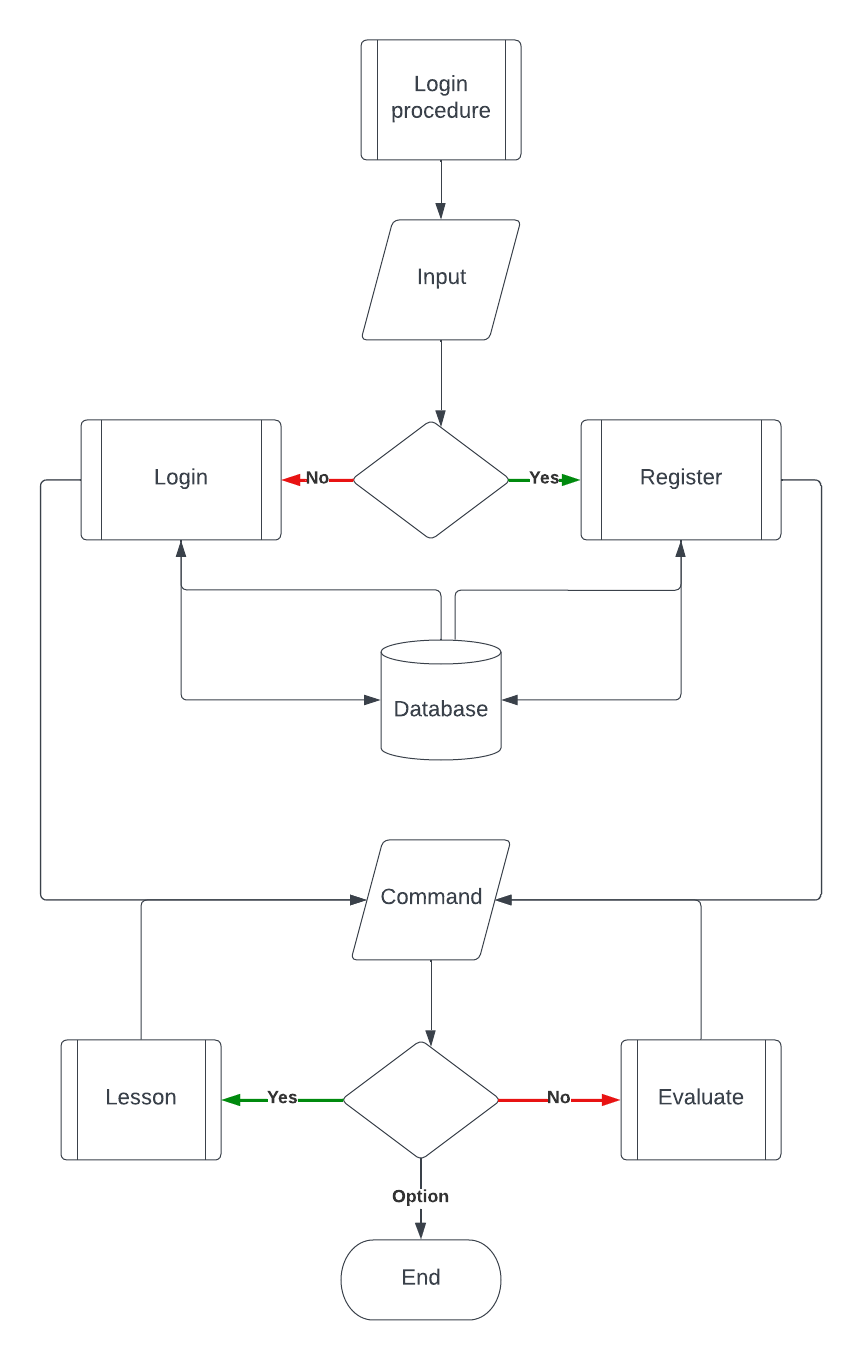 Login
procedure
Input
Login
No
Yes
Register
Database
Command
Lesson
Yes
No
Evaluate
Option
End